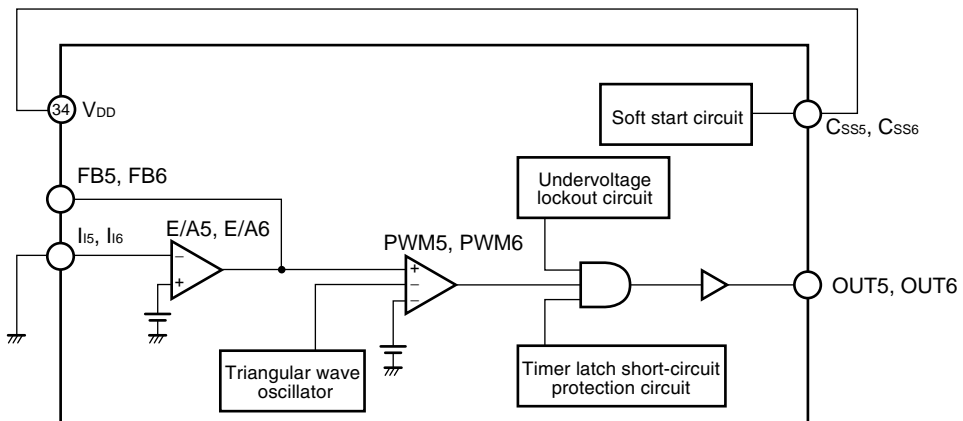 34 VDD
Soft start circuit
CSS5, CSS6
FB5, FB6
Undervoltage
lockout circuit
II5, II6
E/A5, E/A6
PWM5, PWM6
OUT5, OUT6
Triangular wave
oscillator
Timer latch short-circuit
protection circuit